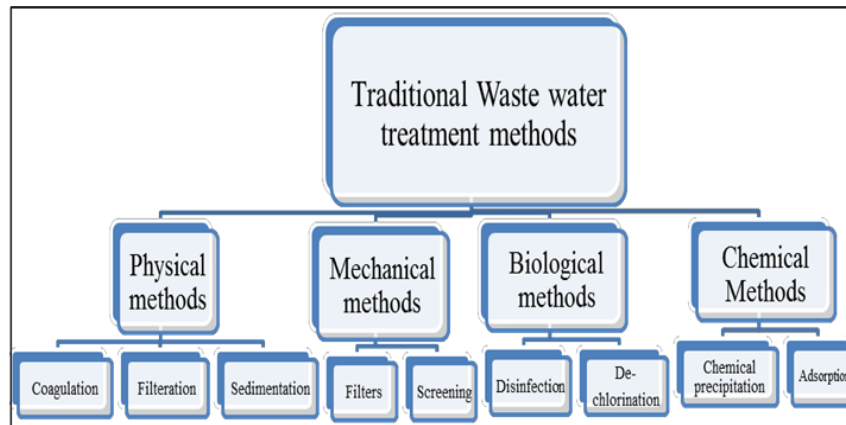 Traditional Waste water
treatment methods
Physical
methods
Mechanical
methods
Biological
methods
Chemical
Methods
Coagulation
Filteration
Sedimentation
Filters
Screening
Disinfection
De-
chlorination
Chemical
precipitation
Adsorption